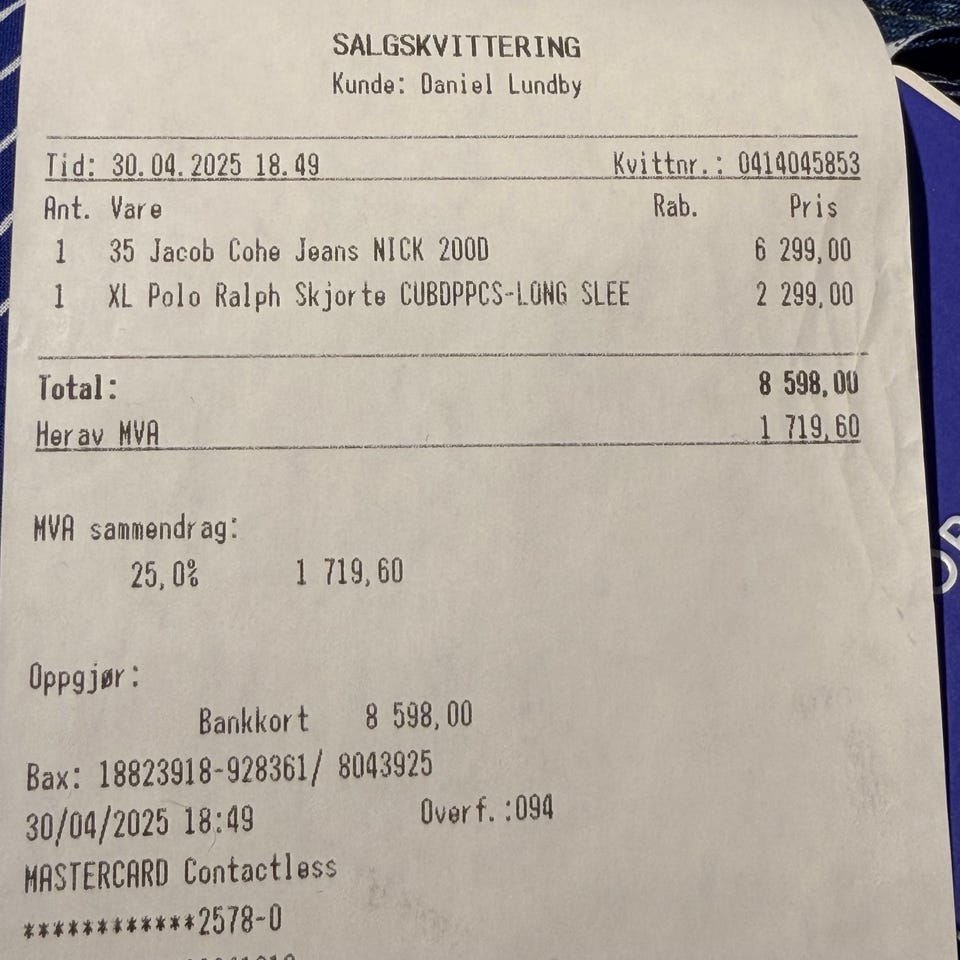 SALGSKVITTERING
Kunde: Daniel Lundby
Tid: 30.04.2025 18.49 Kvittnr.: 0414045853
Ant. Vare Rab. Pris
1 35 Jacob Cohe Jeans NICK 200D 6 299,00
1 XL Polo Ralph Skjorte CUBDPPCS-LONG SLEE 2 299,00
Total: 8 598,00
Herav MVA 1 719,60
MVA sammendrag:
25,0% 1 719,60
Oppgjør:
Bankkort 8 598,00
Bax: 18823918-928361/ 8043925
30/04/2025 18:49 Overf.:094
MASTERCARD Contactless
************2578-0